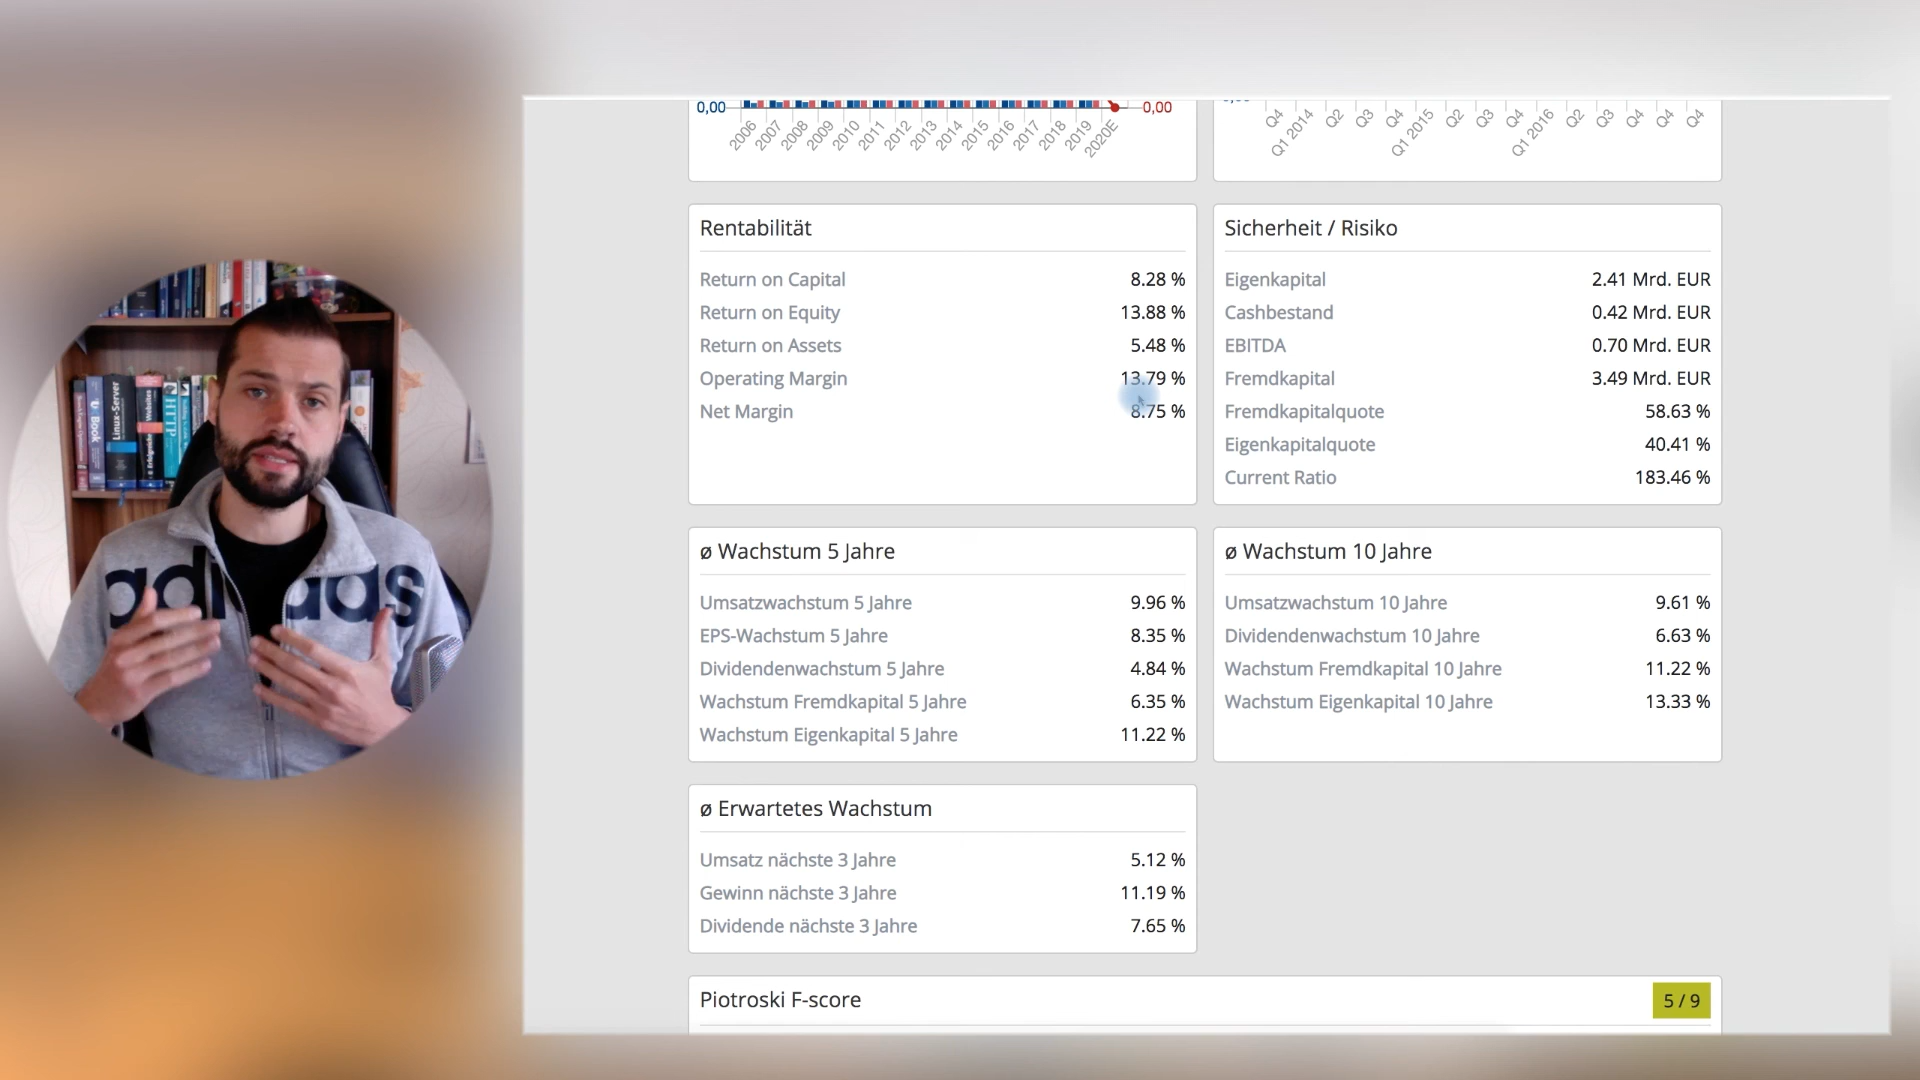 0,00
0,00
2006
2007
2008
2009
2010
2011
2012
2013
2014
2015
2016
2017
2018
2019
2020E
Q4
Q1 2014
Q2
Q3
Q4
Q1 2015
Q2
Q3
Q4
Q1 2016
Q2
Q3
Q4
Q4
Q4
Rentabilität
Return on Capital 8.28 %
Return on Equity 13.88 %
Return on Assets 5.48 %
Operating Margin 13.79 %
Net Margin 8.75 %
Sicherheit / Risiko
Eigenkapital 2.41 Mrd. EUR
Cashbestand 0.42 Mrd. EUR
EBITDA 0.70 Mrd. EUR
Fremdkapital 3.49 Mrd. EUR
Fremdkapitalquote 58.63 %
Eigenkapitalquote 40.41 %
Current Ratio 183.46 %
ø Wachstum 5 Jahre
Umsatzwachstum 5 Jahre 9.96 %
EPS-Wachstum 5 Jahre 8.35 %
Dividendenwachstum 5 Jahre 4.84 %
Wachstum Fremdkapital 5 Jahre 6.35 %
Wachstum Eigenkapital 5 Jahre 11.22 %
ø Wachstum 10 Jahre
Umsatzwachstum 10 Jahre 9.61 %
Dividendenwachstum 10 Jahre 6.63 %
Wachstum Fremdkapital 10 Jahre 11.22 %
Wachstum Eigenkapital 10 Jahre 13.33 %
ø Erwartetes Wachstum
Umsatz nächste 3 Jahre 5.12 %
Gewinn nächste 3 Jahre 11.19 %
Dividende nächste 3 Jahre 7.65 %
Piotroski F-score 5 / 9
Book
Linux-Server
Websites
HTTP